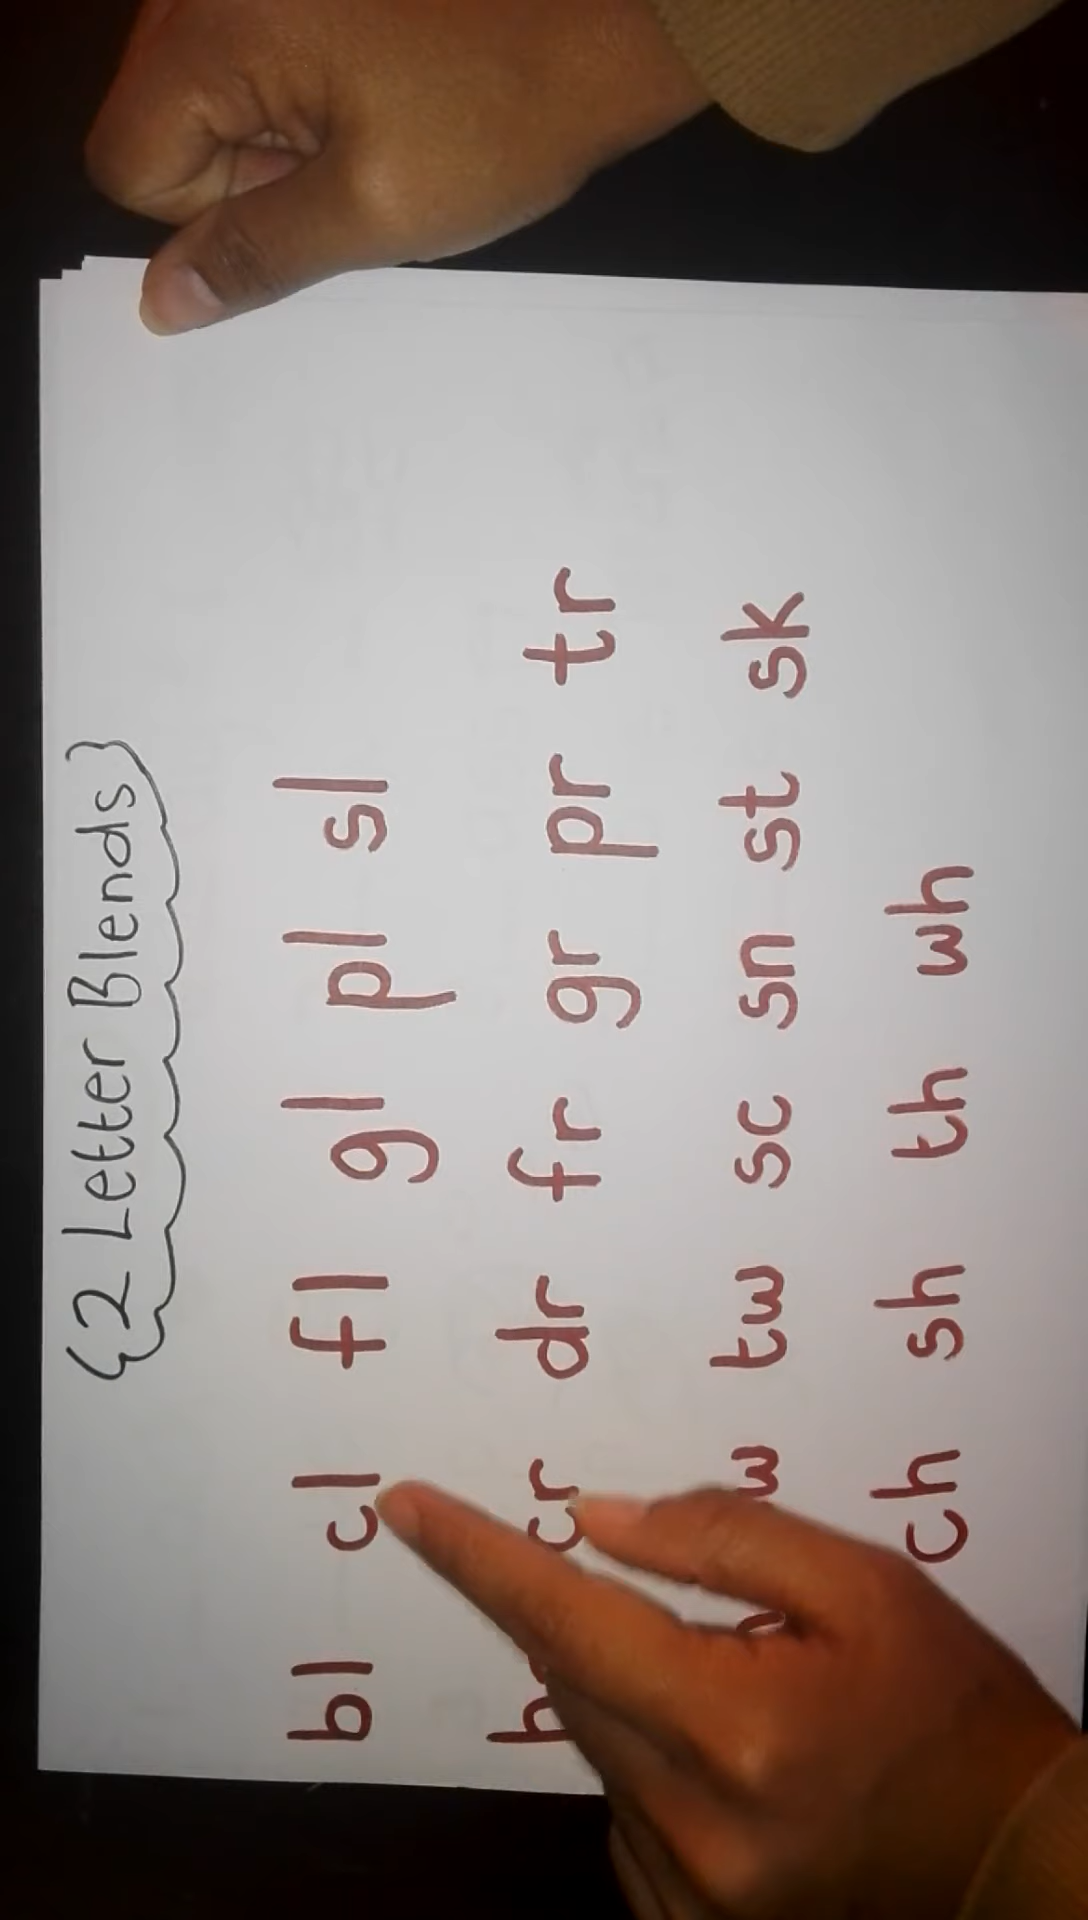 {2 Letter Blends}
bl cl fl gl pl sl
cr dr fr gr pr tr
tw sc sn st sk
ch sh th wh